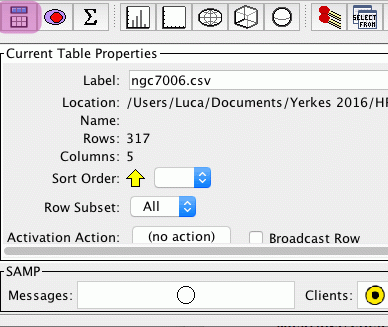 Σ
SELECT
FROM
Current Table Properties
Label: ngc7006.csv
Location: /Users/Luca/Documents/Yerkes 2016/HR
Name:
Rows: 317
Columns: 5
Sort Order:
Row Subset: All
Activation Action: (no action) Broadcast Row
SAMP
Messages: Clients: